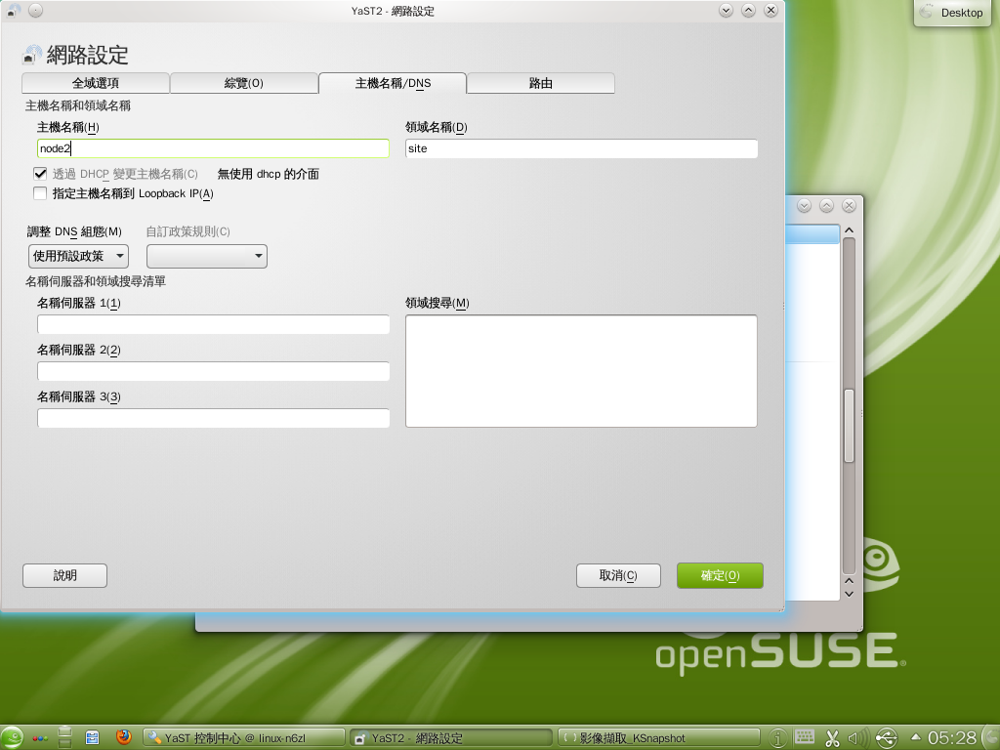 YaST2 - 網路設定
Desktop
網路設定
全域選項
綜覽(O)
主機名稱/DNS
路由
主機名稱和領域名稱
主機名稱(H)
領域名稱(D)
node2
site
透過 DHCP 變更主機名稱(C) 無使用 dhcp 的介面
指定主機名稱到 Loopback IP(A)
調整 DNS 組態(M) 自訂政策規則(C)
使用預設政策
名稱伺服器和領域搜尋清單
名稱伺服器 1(1)
領域搜尋(M)
名稱伺服器 2(2)
名稱伺服器 3(3)
說明
取消(C)
確定(O)
openSUSE®
YaST 控制中心 @ linux-n6zl
YaST2 - 網路設定
影像擷取_KSnapshot
05:28